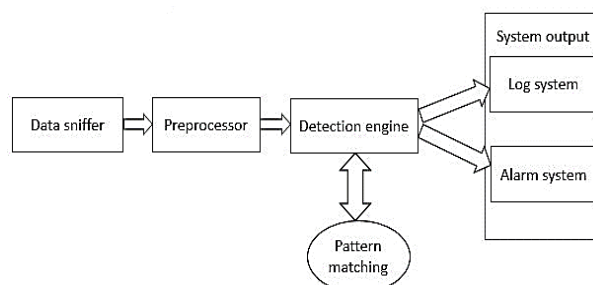 System output
Log system
Data sniffer
Preprocessor
Detection engine
Alarm system
Pattern
matching